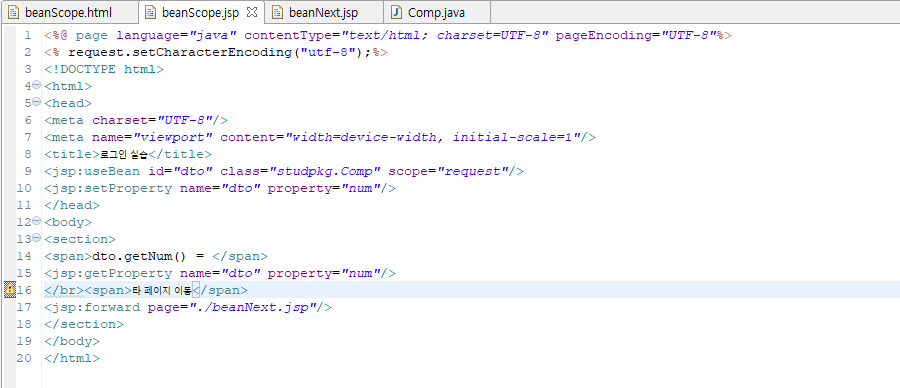 beanScope.html beanScope.jsp beanNext.jsp Comp.java
1 <%@ page language="java" contentType="text/html; charset=UTF-8" pageEncoding="UTF-8"%>
2 <% request.setCharacterEncoding("utf-8");%>
3 <!DOCTYPE html>
4 <html>
5 <head>
6 <meta charset="UTF-8"/>
7 <meta name="viewport" content="width=device-width, initial-scale=1"/>
8 <title>로그인 실습</title>
9 <jsp:useBean id="dto" class="studpkg.Comp" scope="request"/>
10 <jsp:setProperty name="dto" property="num"/>
11 </head>
12 <body>
13 <section>
14 <span>dto.getNum() = </span>
15 <jsp:getProperty name="dto" property="num"/>
16 </br><span>타 페이지 이동</span>
17 <jsp:forward page="./beanNext.jsp"/>
18 </section>
19 </body>
20 </html>